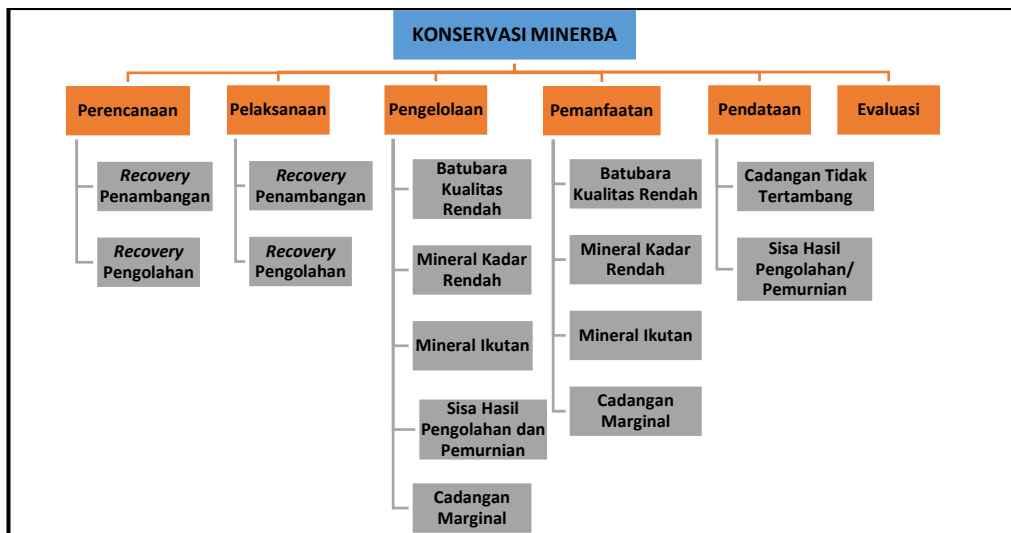 KONSERVASI MINERBA
Perencanaan
Pelaksanaan
Pengelolaan
Pemanfaatan
Pendataan
Evaluasi
Recovery
Penambangan
Recovery
Pengolahan
Recovery
Penambangan
Recovery
Pengolahan
Batubara
Kualitas
Rendah
Mineral Kadar
Rendah
Mineral Ikutan
Sisa Hasil
Pengolahan dan
Pemurnian
Cadangan
Marginal
Batubara
Kualitas Rendah
Mineral Kadar
Rendah
Mineral Ikutan
Cadangan
Marginal
Cadangan Tidak
Tertambang
Sisa Hasil
Pengolahan/
Pemurnian